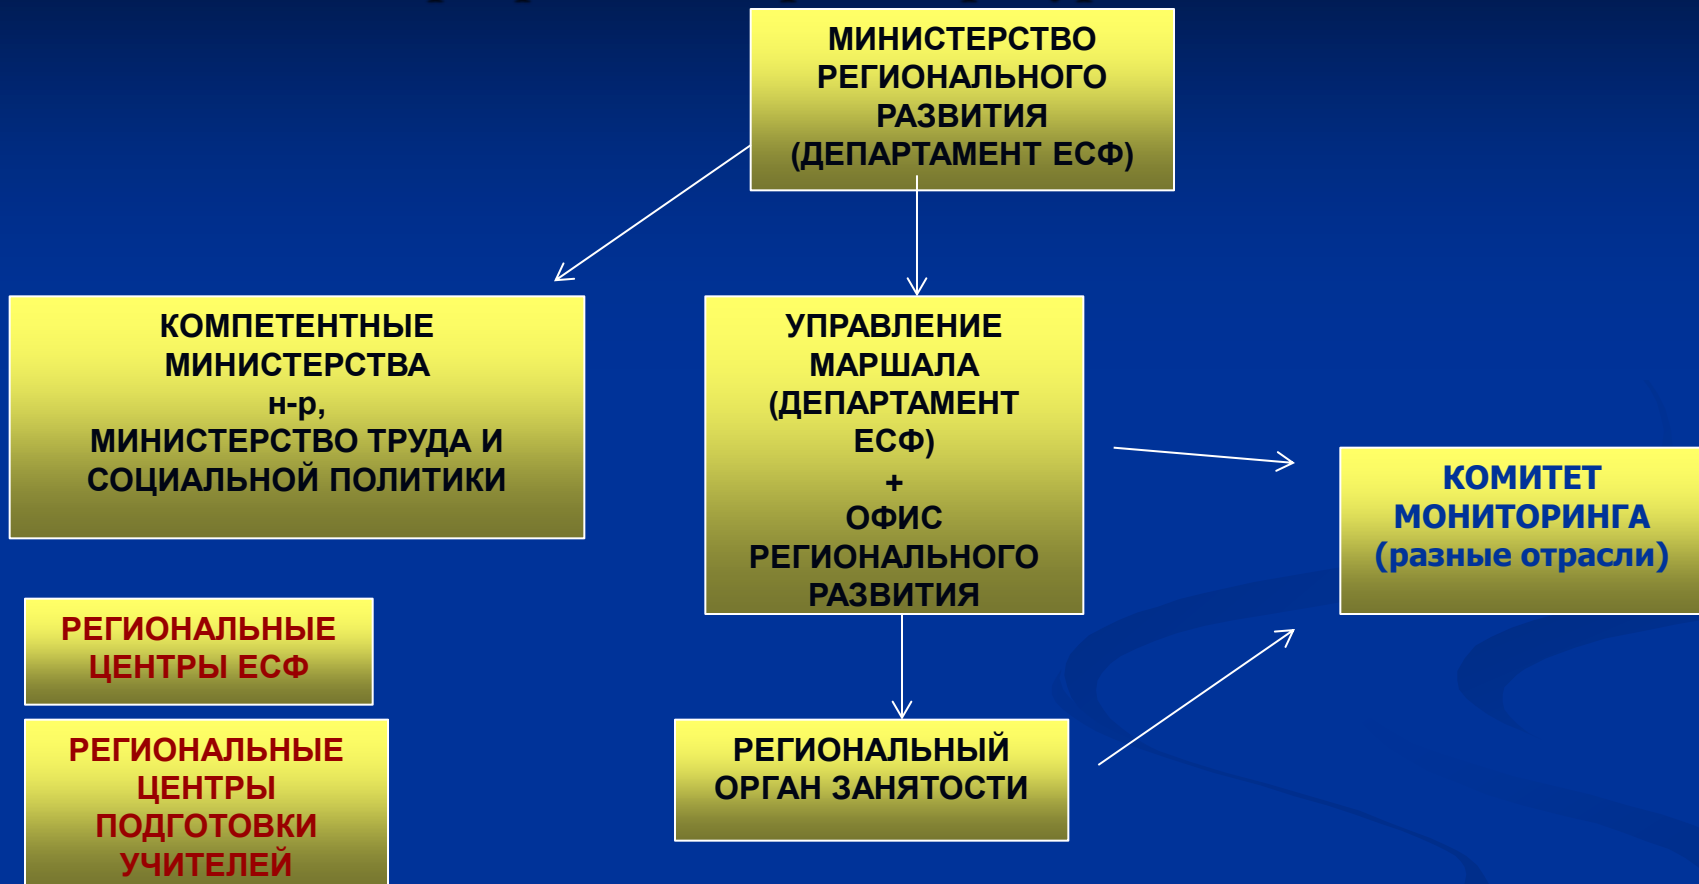 МИНИСТЕРСТВО
РЕГИОНАЛЬНОГО
РАЗВИТИЯ
(ДЕПАРТАМЕНТ ЕСФ)
КОМПЕТЕНТНЫЕ
МИНИСТЕРСТВА
н-р,
МИНИСТЕРСТВО ТРУДА И
СОЦИАЛЬНОЙ ПОЛИТИКИ
УПРАВЛЕНИЕ
МАРШАЛА
(ДЕПАРТАМЕНТ
ЕСФ)
+
ОФИС
РЕГИОНАЛЬНОГО
РАЗВИТИЯ
КОМИТЕТ
МОНИТОРИНГА
(разные отрасли)
РЕГИОНАЛЬНЫЕ
ЦЕНТРЫ ЕСФ
РЕГИОНАЛЬНЫЕ
ЦЕНТРЫ
ПОДГОТОВКИ
УЧИТЕЛЕЙ
РЕГИОНАЛЬНЫЙ
ОРГАН ЗАНЯТОСТИ